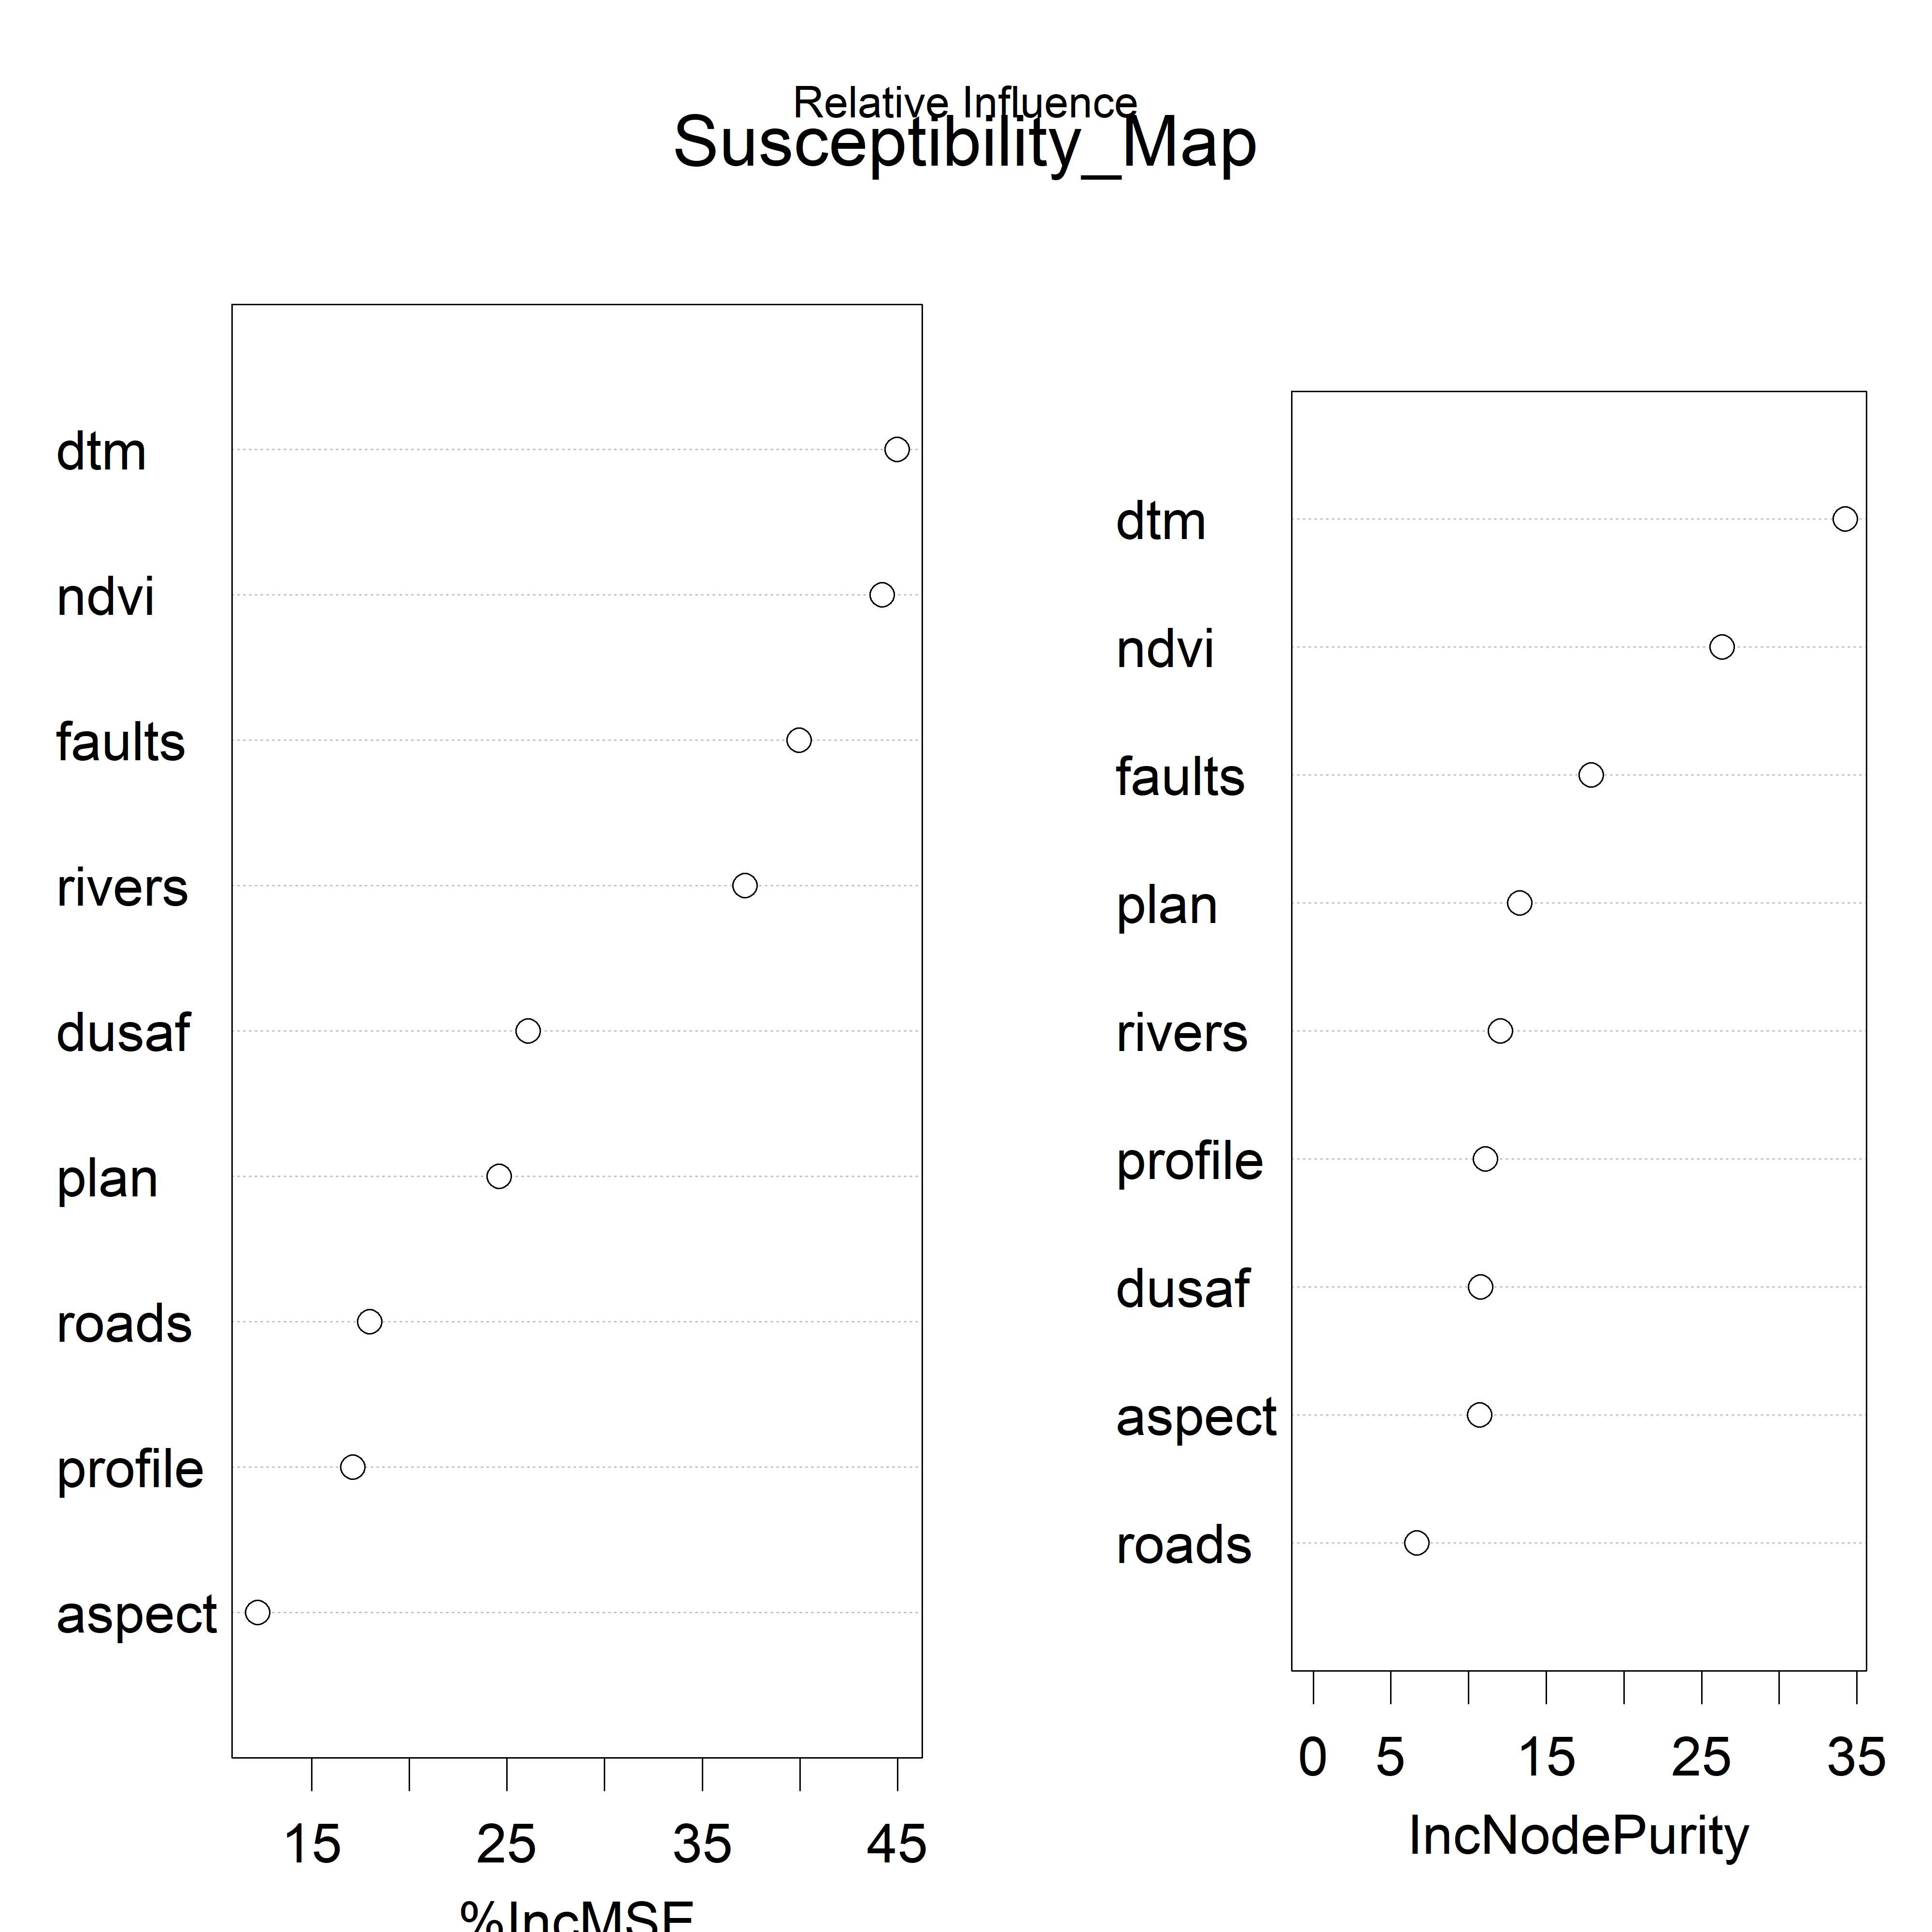 Relative Influence
Susceptibility_Map
dtm
ndvi
faults
rivers
dusaf
plan
roads
profile
aspect
15 25 35 45
%IncMSE
dtm
ndvi
faults
plan
rivers
profile
dusaf
aspect
roads
0 5 15 25 35
IncNodePurity